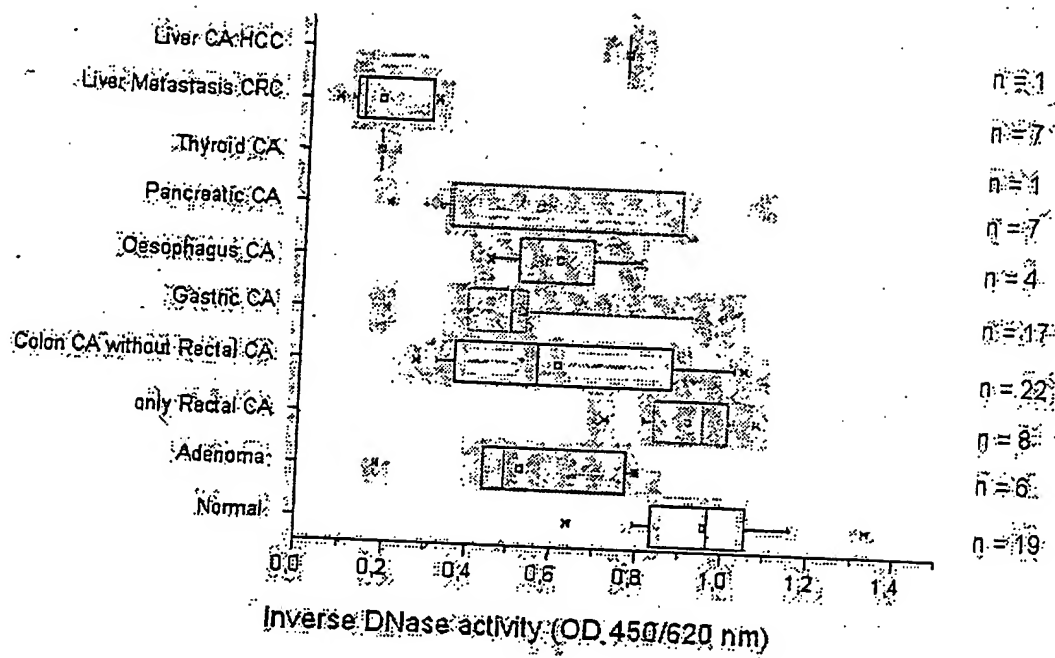 Liver CA HCC
n = 1
Liver Metastasis CRC
n = 7
Thyroid CA
n = 1
Pancreatic CA
n = 7
Oesophagus CA
n = 4
Gastric CA
n = 17
Colon CA without Rectal CA
n = 22
only Rectal CA
n = 8
Adenoma
n = 6
Normal
n = 19
0,0 0,2 0,4 0,6 0,8 1,0 1,2 1,4
Inverse DNase activity (OD 450/620 nm)